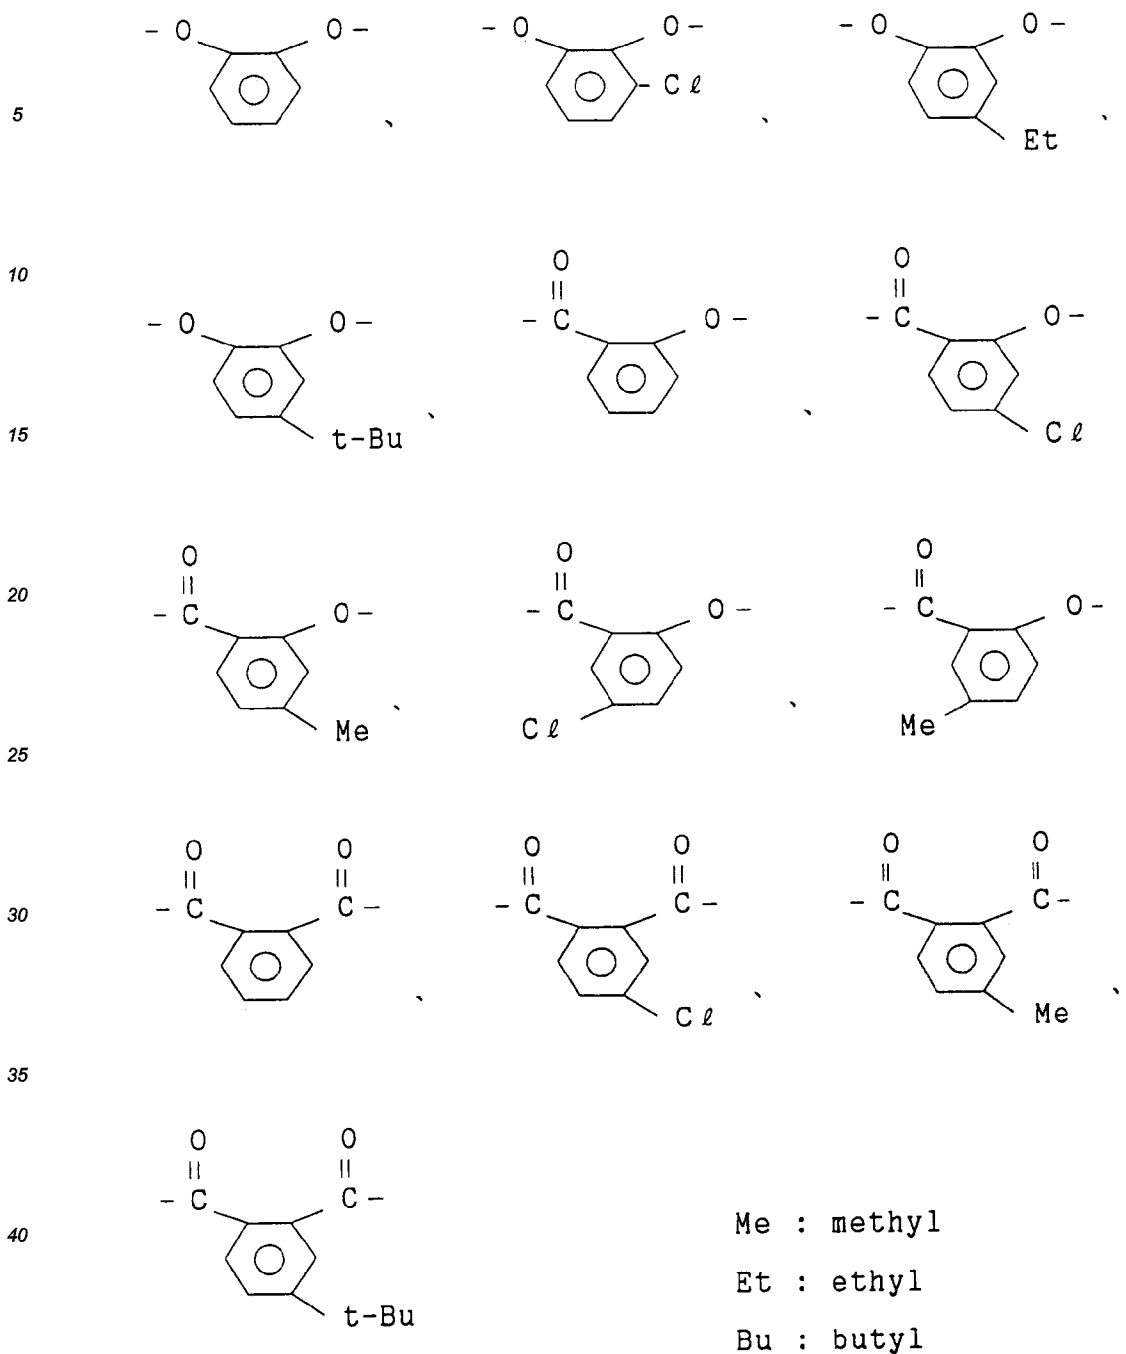 - O O - - O O - - O O -
- Cℓ
5 、 、 Et 、
10 O O
- O O - - C O - - C O -
15 t-Bu 、 、 Cℓ
O O O
20 - C O - - C O - - C O -
Me 、 Cℓ 、 Me
25
O O O O O O
30 - C C - - C C - - C C -
、 Cℓ 、 Me 、
35
O O
- C C -
40 Me : methyl
Et : ethyl
t-Bu
Bu : butyl